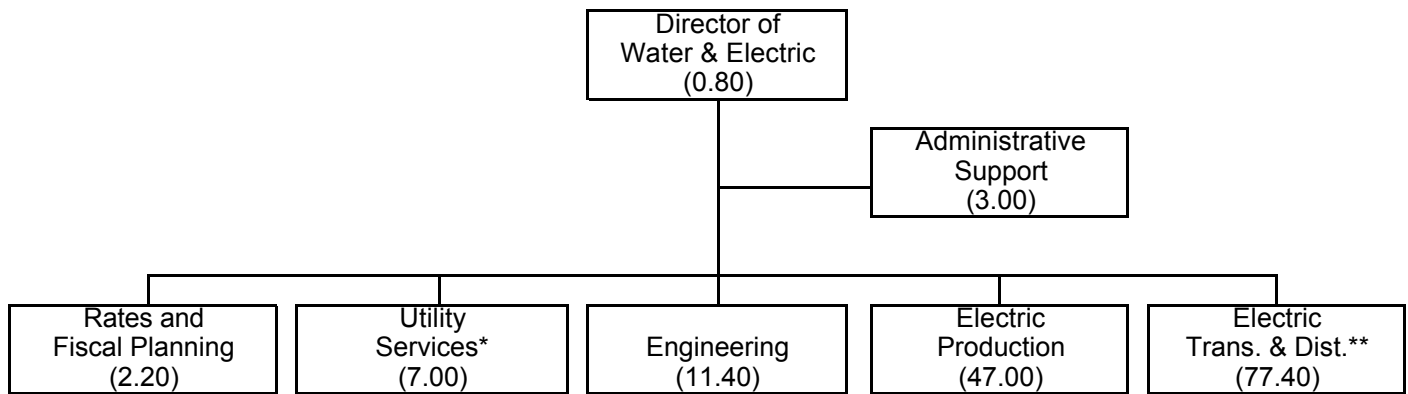 Director of
Water & Electric
(0.80)
Administrative
Support
(3.00)
Rates and
Fiscal Planning
(2.20)
Utility
Services*
(7.00)
Engineering
(11.40)
Electric
Production
(47.00)
Electric
Trans. & Dist.**
(77.40)